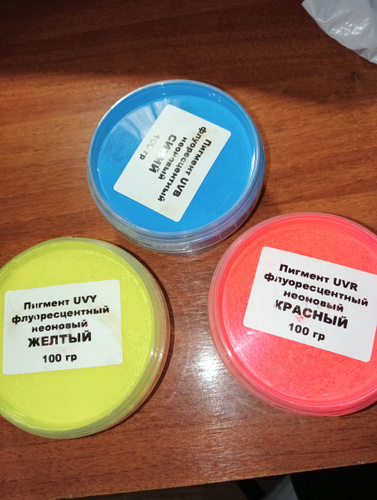 Пигмент UVB
флуоресцентный
неоновый
СИНИЙ
100 гр
Пигмент UVY
флуоресцентный
неоновый
ЖЕЛТЫЙ
100 гр
Пигмент UVR
флуоресцентный
неоновый
КРАСНЫЙ
100 гр